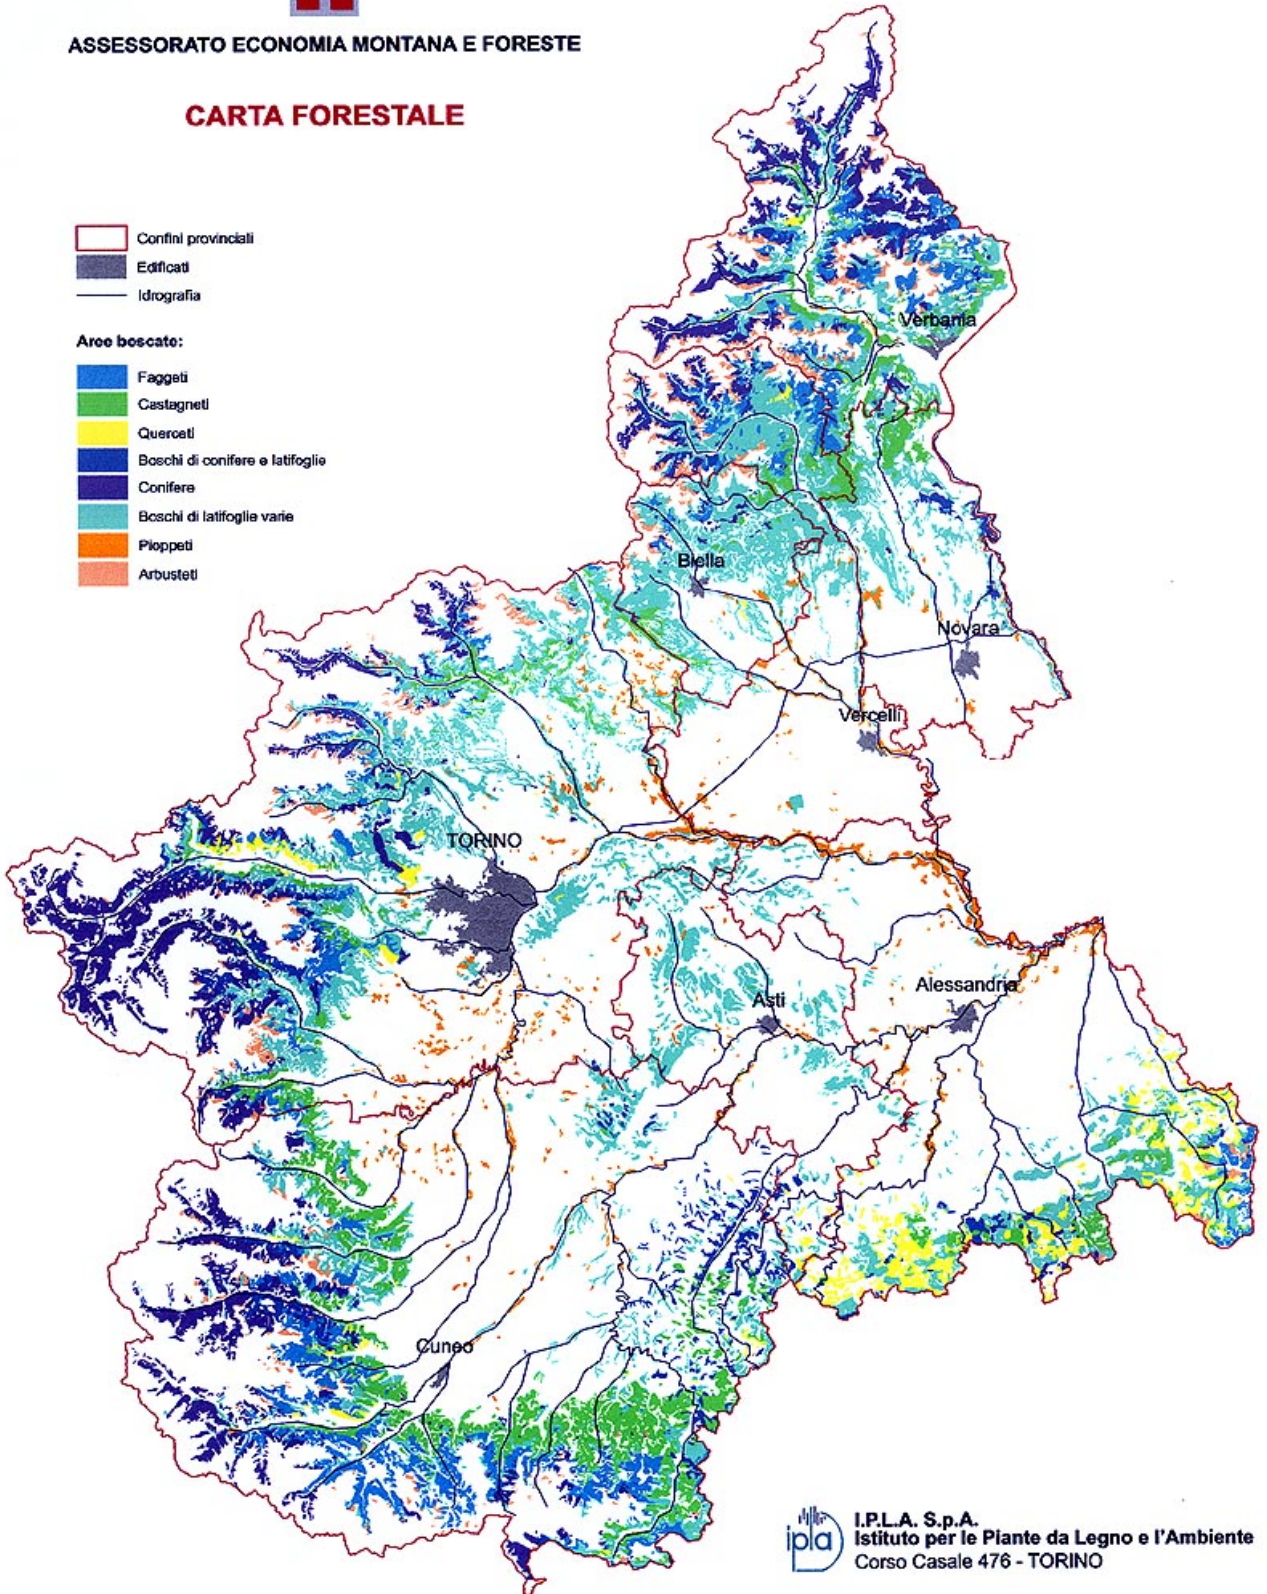 ASSESSORATO ECONOMIA MONTANA E FORESTE
CARTA FORESTALE
Confini provinciali
Edificati
Idrografia
Aree boscate:
Faggeti
Castagneti
Querceti
Boschi di conifere e latifoglie
Conifere
Boschi di latifoglie varie
Pioppeti
Arbusteti
Verbania
Biella
Novara
Vercelli
TORINO
Asti
Alessandria
Cuneo
ipla
I.P.L.A. S.p.A.
Istituto per le Piante da Legno e l'Ambiente
Corso Casale 476 - TORINO